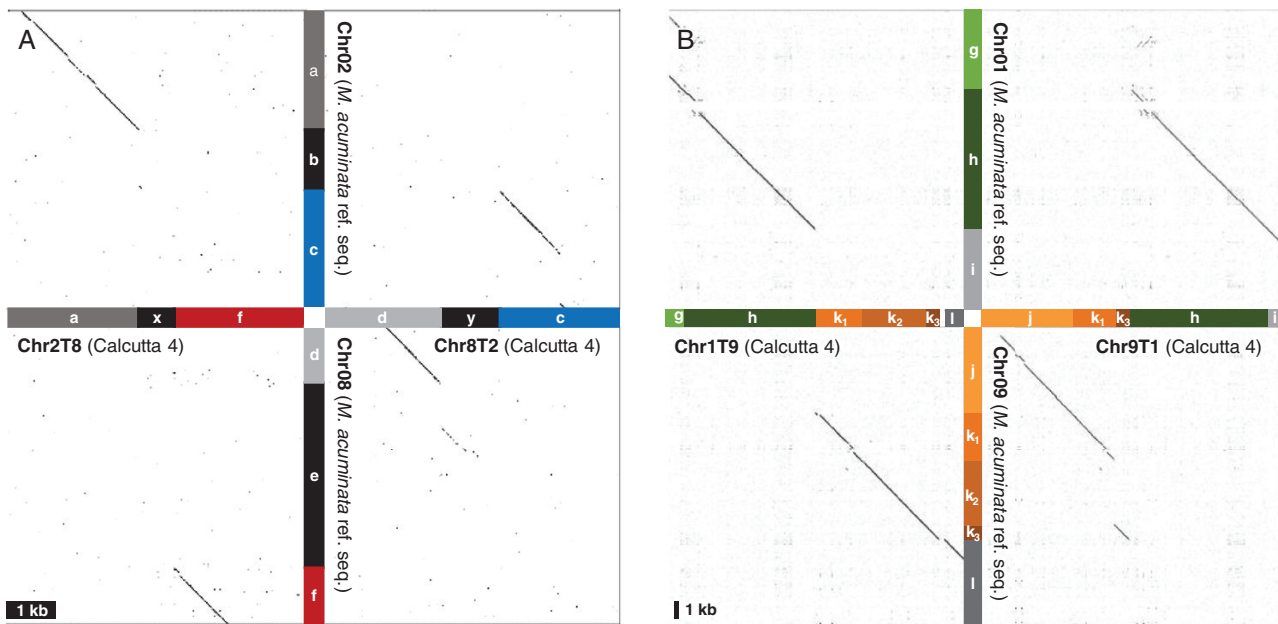 A
a
b
c
Chr02 (M. acuminata ref. seq.)
a x f d y c
Chr2T8 (Calcutta 4)
Chr8T2 (Calcutta 4)
d
e
f
Chr08 (M. acuminata ref. seq.)
1 kb
B
g
h
i
Chr01 (M. acuminata ref. seq.)
g h k1 k2 k3 l j k1 k3 h i
Chr1T9 (Calcutta 4)
Chr9T1 (Calcutta 4)
j
k1
k2
k3
l
Chr09 (M. acuminata ref. seq.)
1 kb